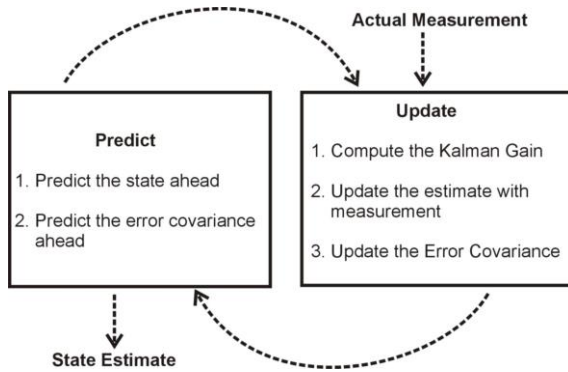 Actual Measurement
Predict
1. Predict the state ahead
2. Predict the error covariance
ahead
Update
1. Compute the Kalman Gain
2. Update the estimate with
measurement
3. Update the Error Covariance
State Estimate